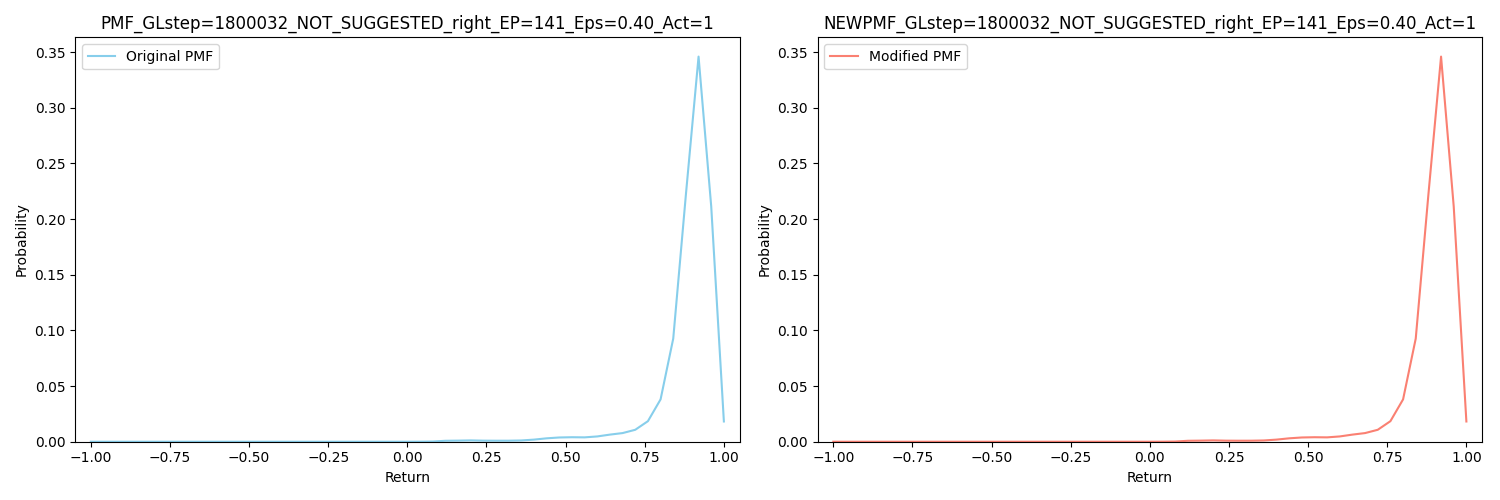 PMF_GLstep=1800032_NOT_SUGGESTED_right_EP=141_Eps=0.40_Act=1
Original PMF
Probability
0.35
0.30
0.25
0.20
0.15
0.10
0.05
0.00
−1.00 −0.75 −0.50 −0.25 0.00 0.25 0.50 0.75 1.00
Return
NEWPMF_GLstep=1800032_NOT_SUGGESTED_right_EP=141_Eps=0.40_Act=1
Modified PMF
Probability
0.35
0.30
0.25
0.20
0.15
0.10
0.05
0.00
−1.00 −0.75 −0.50 −0.25 0.00 0.25 0.50 0.75 1.00
Return